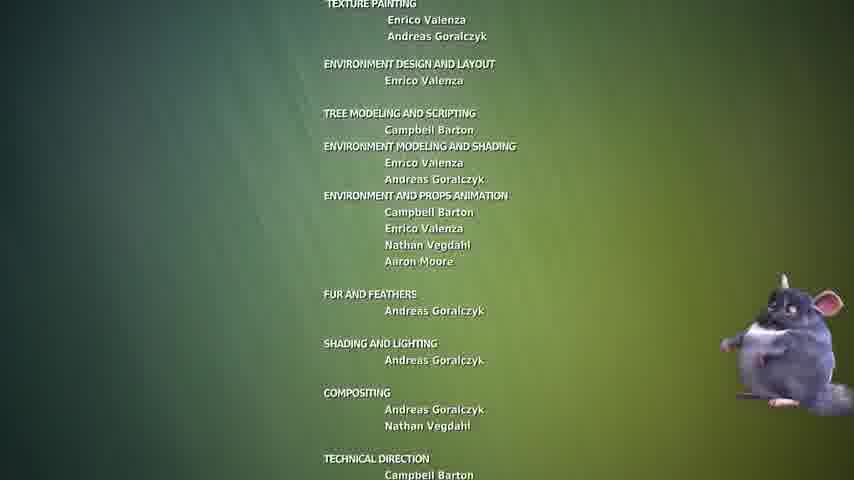 TEXTURE PAINTING
Enrico Valenza
Andreas Goralczyk
ENVIRONMENT DESIGN AND LAYOUT
Enrico Valenza
TREE MODELING AND SCRIPTING
Campbell Barton
ENVIRONMENT MODELING AND SHADING
Enrico Valenza
Andreas Goralczyk
ENVIRONMENT AND PROPS ANIMATION
Campbell Barton
Enrico Valenza
Nathan Vegdahl
Aaron Moore
FUR AND FEATHERS
Andreas Goralczyk
SHADING AND LIGHTING
Andreas Goralczyk
COMPOSITING
Andreas Goralczyk
Nathan Vegdahl
TECHNICAL DIRECTION
Campbell Barton